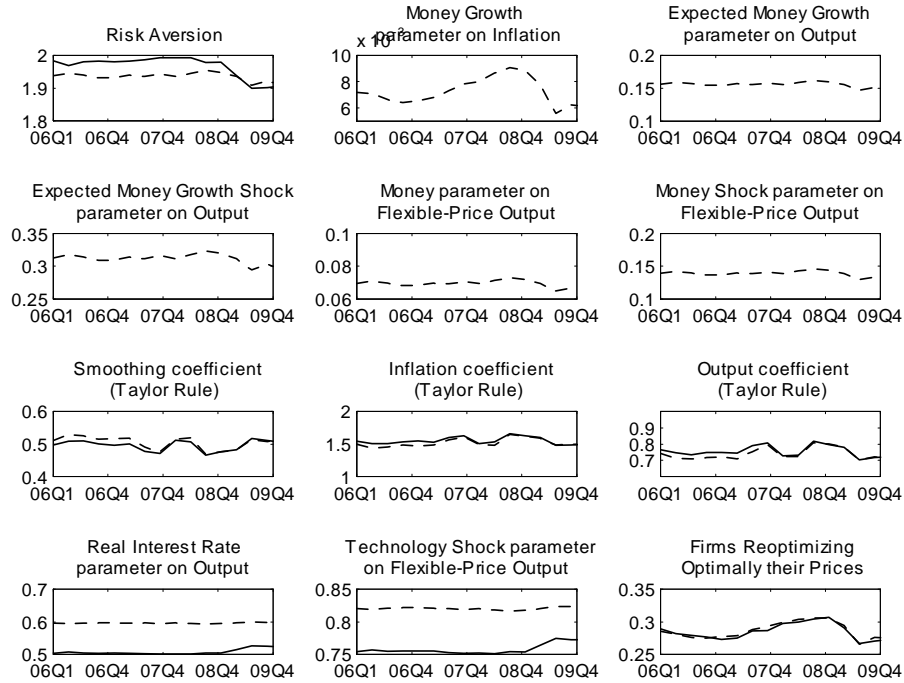 Risk Aversion
2
1.9
1.8
06Q1 06Q4 07Q4 08Q4 09Q4
Money Growth
parameter on Inflation
x 10⁻³
10
8
6
06Q1 06Q4 07Q4 08Q4 09Q4
Expected Money Growth
parameter on Output
0.2
0.15
0.1
06Q1 06Q4 07Q4 08Q4 09Q4
Expected Money Growth Shock
parameter on Output
0.35
0.3
0.25
06Q1 06Q4 07Q4 08Q4 09Q4
Money parameter on
Flexible-Price Output
0.1
0.08
0.06
06Q1 06Q4 07Q4 08Q4 09Q4
Money Shock parameter on
Flexible-Price Output
0.2
0.15
0.1
06Q1 06Q4 07Q4 08Q4 09Q4
Smoothing coefficient
(Taylor Rule)
0.6
0.5
0.4
06Q1 06Q4 07Q4 08Q4 09Q4
Inflation coefficient
(Taylor Rule)
2
1.5
1
06Q1 06Q4 07Q4 08Q4 09Q4
Output coefficient
(Taylor Rule)
0.9
0.8
0.7
06Q1 06Q4 07Q4 08Q4 09Q4
Real Interest Rate
parameter on Output
0.7
0.6
0.5
06Q1 06Q4 07Q4 08Q4 09Q4
Technology Shock parameter
on Flexible-Price Output
0.85
0.8
0.75
06Q1 06Q4 07Q4 08Q4 09Q4
Firms Reoptimizing
Optimally their Prices
0.35
0.3
0.25
06Q1 06Q4 07Q4 08Q4 09Q4